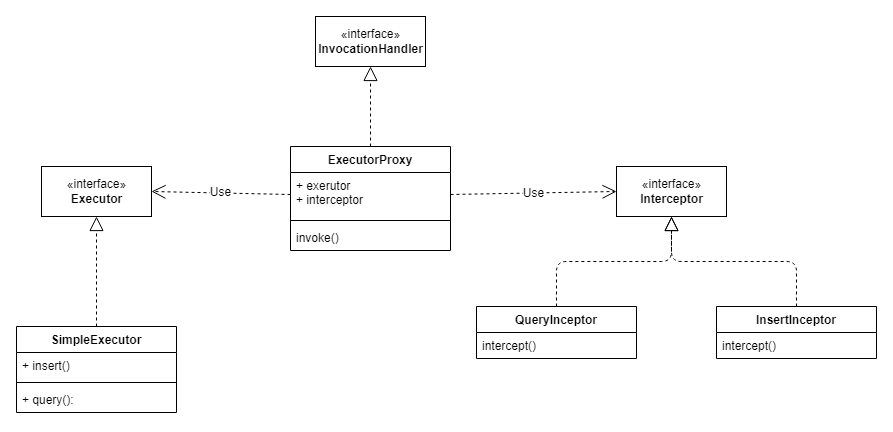 «interface»
InvocationHandler
ExecutorProxy
+ exerutor
+ interceptor
invoke()
«interface»
Executor
Use
Use
«interface»
Interceptor
SimpleExecutor
+ insert()
+ query():
QueryInceptor
intercept()
InsertInceptor
intercept()